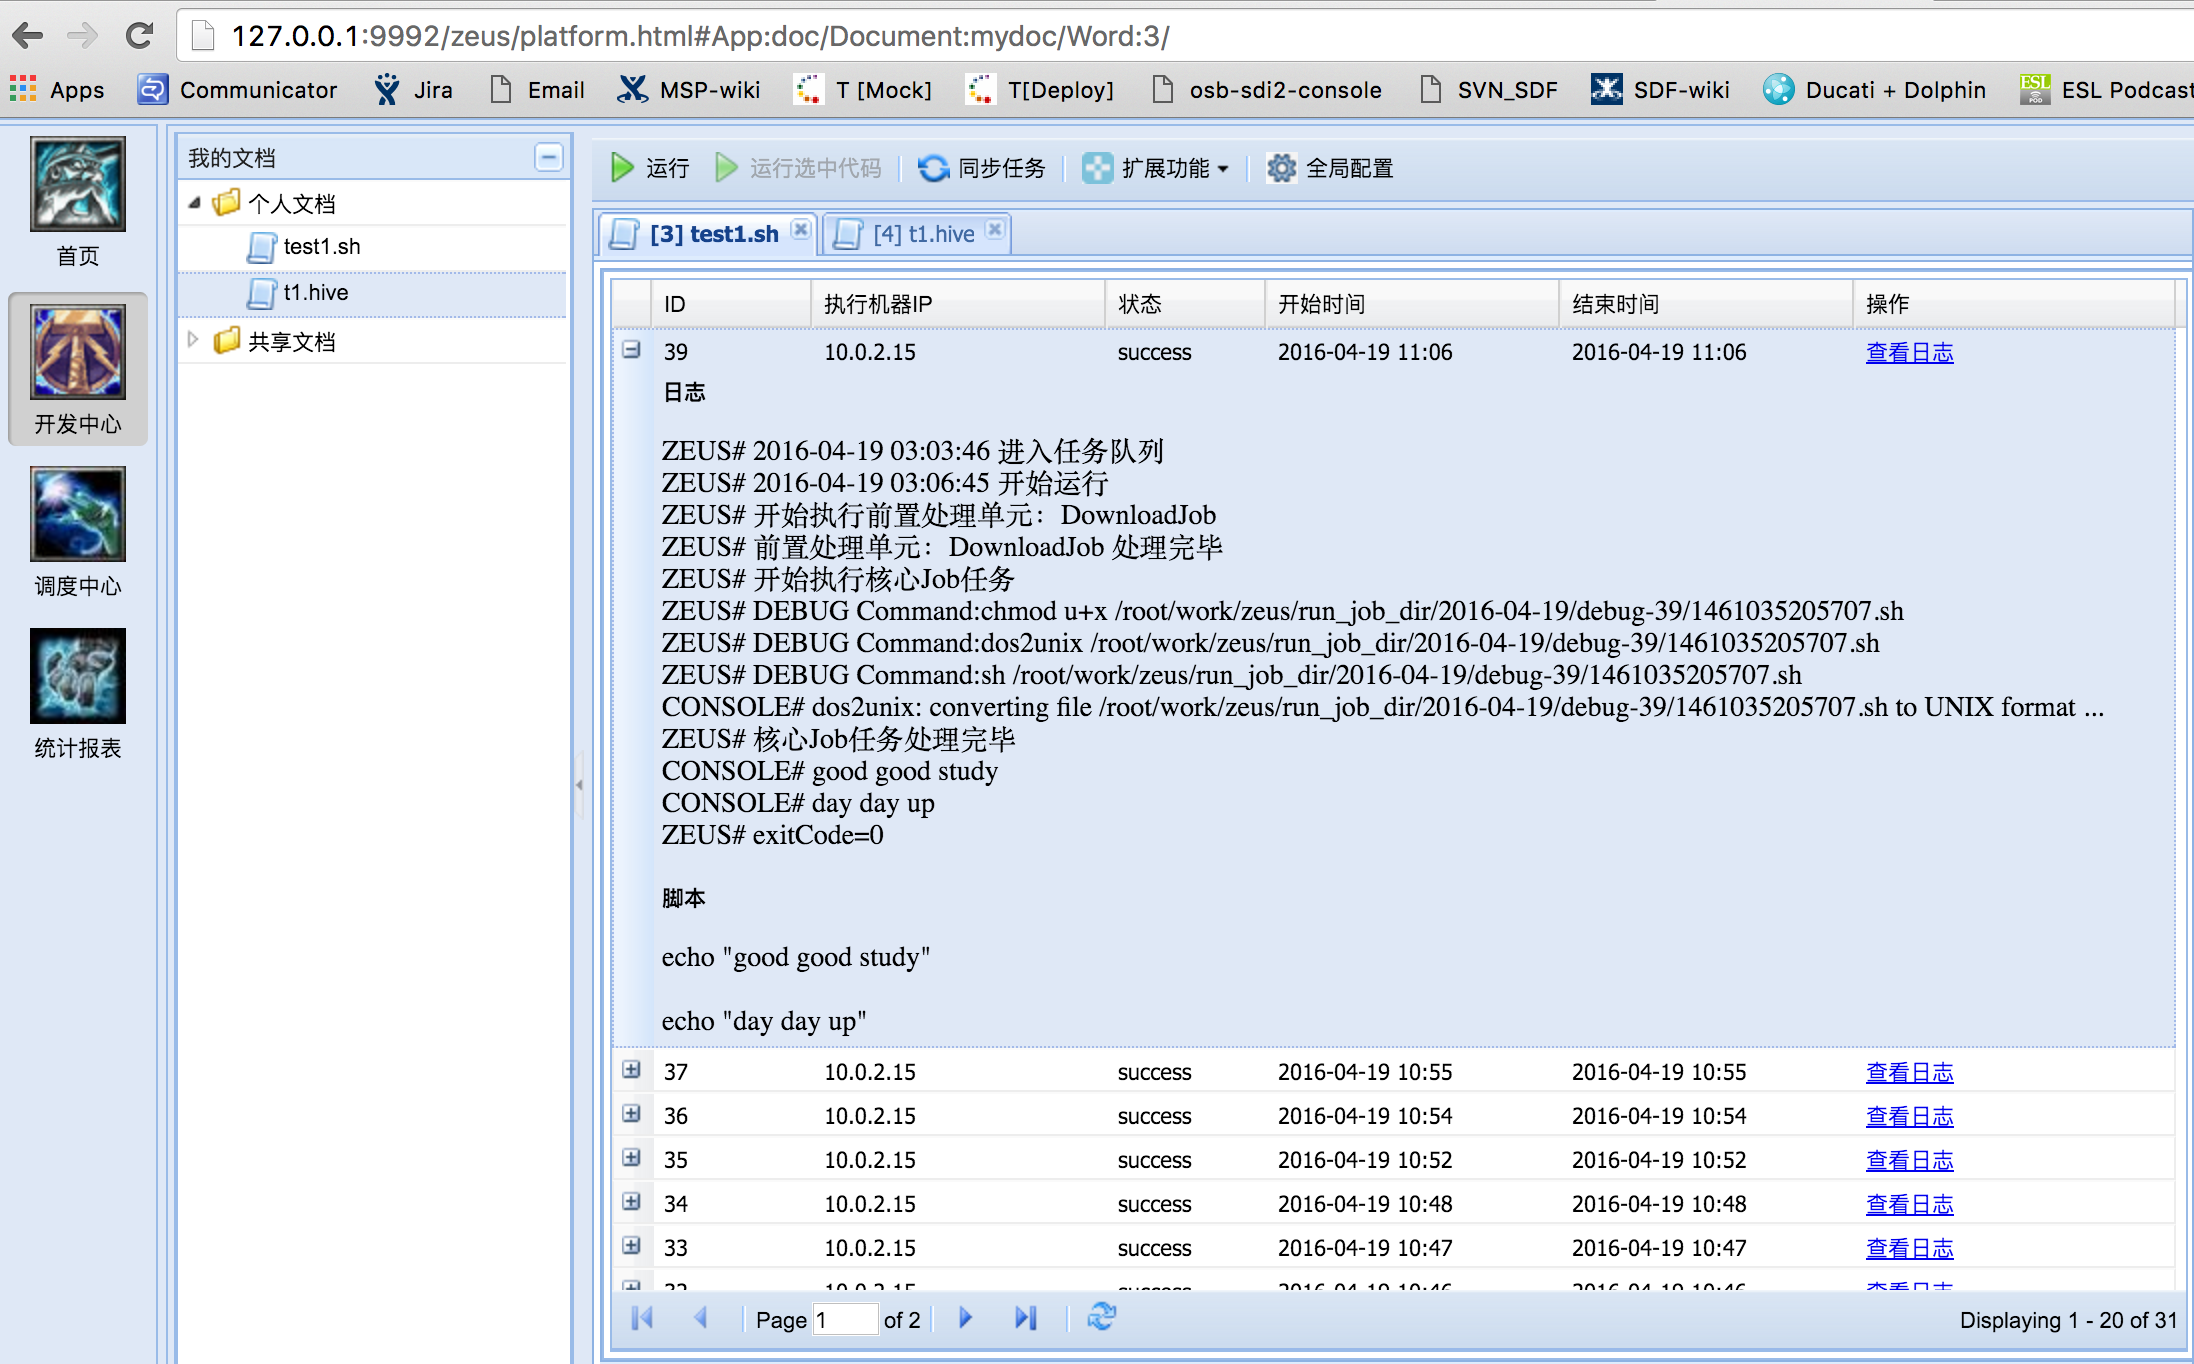 127.0.0.1:9992/zeus/platform.html#App:doc/Document:mydoc/Word:3/
Apps Communicator Jira Email MSP-wiki T [Mock] T[Deploy] osb-sdi2-console SVN_SDF SDF-wiki Ducati + Dolphin ESL Podcast
首页
开发中心
调度中心
统计报表
我的文档
个人文档
test1.sh
t1.hive
共享文档
运行 运行选中代码 同步任务 扩展功能 全局配置
[3] test1.sh [4] t1.hive
ID 执行机器IP 状态 开始时间 结束时间 操作
39 10.0.2.15 success 2016-04-19 11:06 2016-04-19 11:06 查看日志
日志
ZEUS# 2016-04-19 03:03:46 进入任务队列
ZEUS# 2016-04-19 03:06:45 开始运行
ZEUS# 开始执行前置处理单元：DownloadJob
ZEUS# 前置处理单元：DownloadJob 处理完毕
ZEUS# 开始执行核心Job任务
ZEUS# DEBUG Command:chmod u+x /root/work/zeus/run_job_dir/2016-04-19/debug-39/1461035205707.sh
ZEUS# DEBUG Command:dos2unix /root/work/zeus/run_job_dir/2016-04-19/debug-39/1461035205707.sh
ZEUS# DEBUG Command:sh /root/work/zeus/run_job_dir/2016-04-19/debug-39/1461035205707.sh
CONSOLE# dos2unix: converting file /root/work/zeus/run_job_dir/2016-04-19/debug-39/1461035205707.sh to UNIX format ...
ZEUS# 核心Job任务处理完毕
CONSOLE# good good study
CONSOLE# day day up
ZEUS# exitCode=0
脚本
echo "good good study"
echo "day day up"
37 10.0.2.15 success 2016-04-19 10:55 2016-04-19 10:55 查看日志
36 10.0.2.15 success 2016-04-19 10:54 2016-04-19 10:54 查看日志
35 10.0.2.15 success 2016-04-19 10:52 2016-04-19 10:52 查看日志
34 10.0.2.15 success 2016-04-19 10:48 2016-04-19 10:48 查看日志
33 10.0.2.15 success 2016-04-19 10:47 2016-04-19 10:47 查看日志
32 10.0.2.15 success 2016-04-19 10:46 2016-04-19 10:46 查看日志
Page 1 of 2 Displaying 1 - 20 of 31